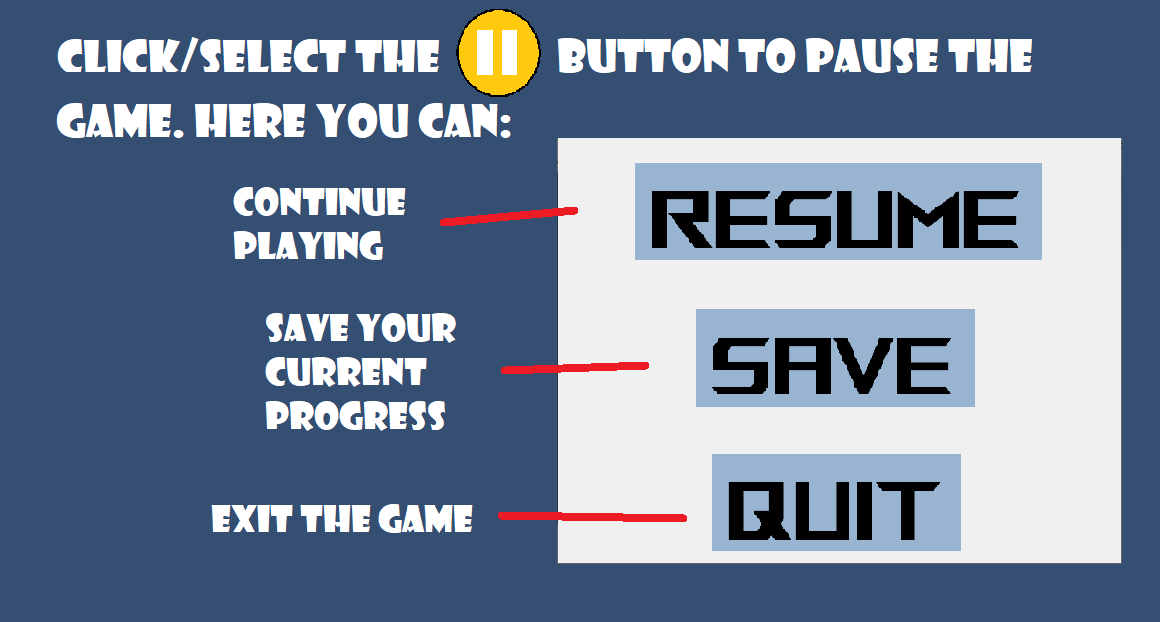 CLICK/SELECT THE BUTTON TO PAUSE THE
GAME. HERE YOU CAN:
CONTINUE
PLAYING
RESUME
SAVE YOUR
CURRENT
PROGRESS
SAVE
EXIT THE GAME
QUIT